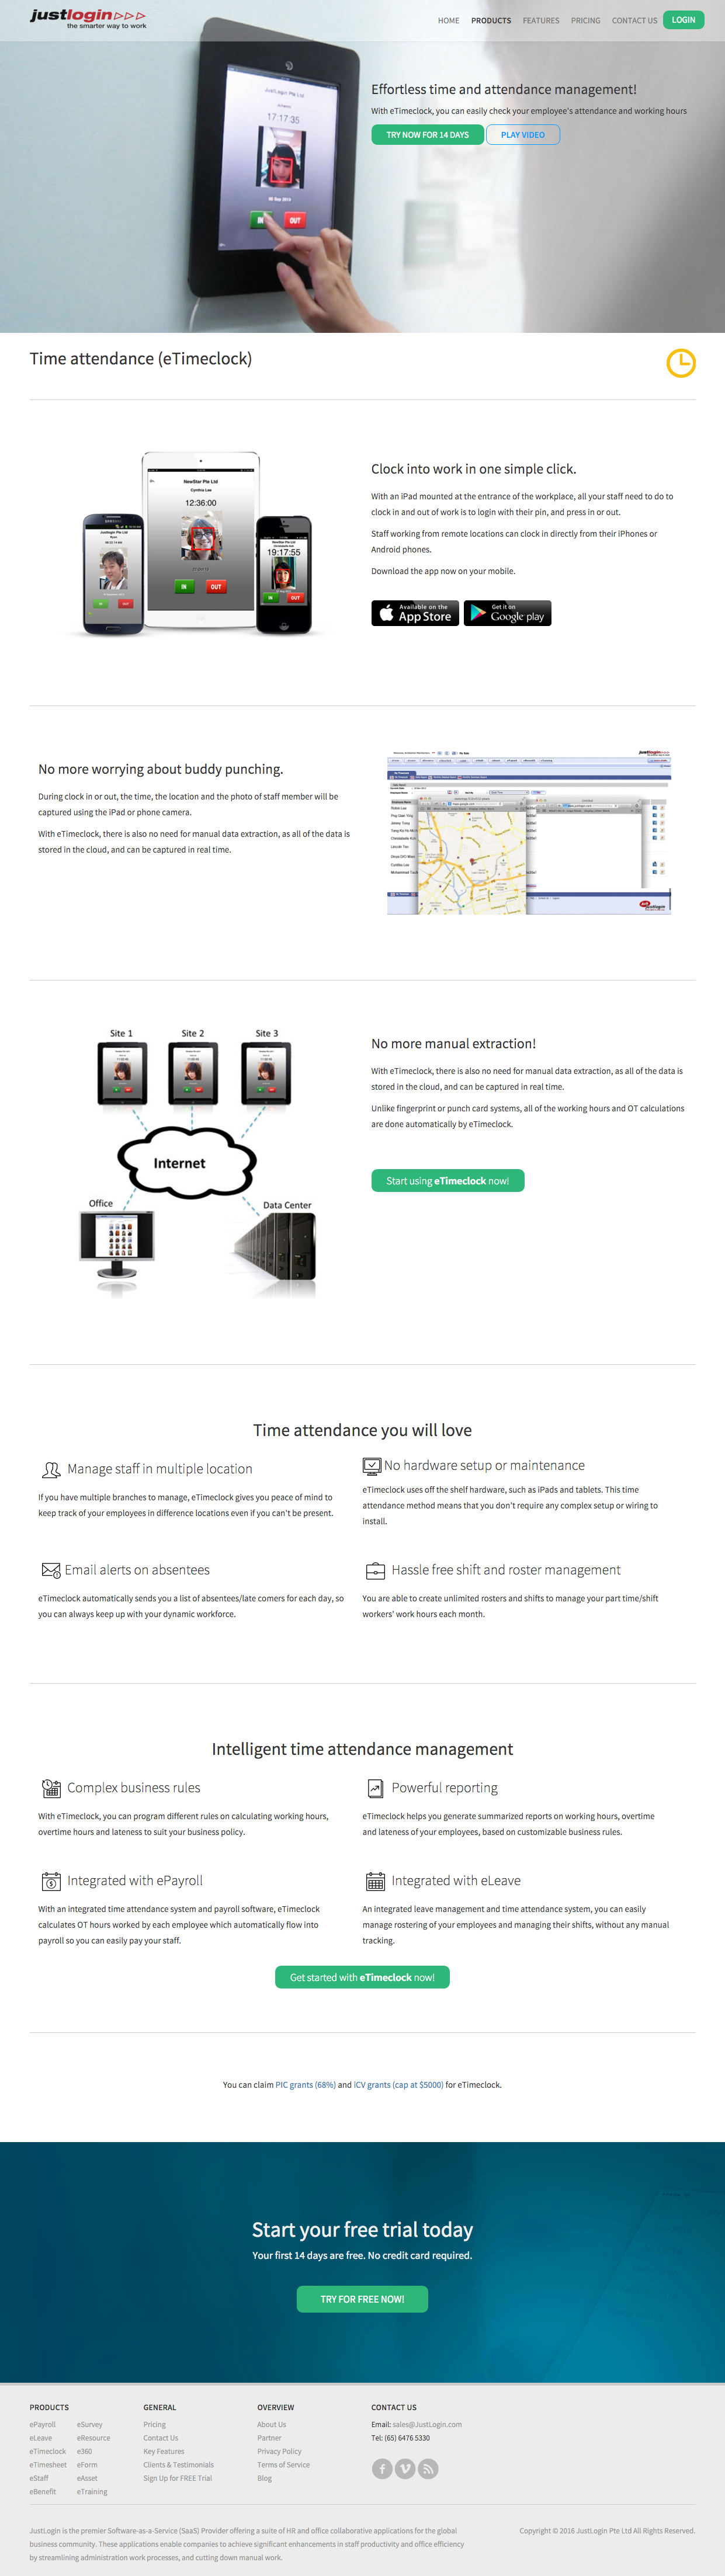 justlogin
the smarter way to work
HOME PRODUCTS FEATURES PRICING CONTACT US LOGIN
JustLogin Pte Ltd
17:17:35
IN OUT
Effortless time and attendance management!
With eTimeclock, you can easily check your employee's attendance and working hours
TRY NOW FOR 14 DAYS PLAY VIDEO
Time attendance (eTimeclock)
NewStar Pte Ltd
Cynthia Lee
12:36:00
IN OUT
19:17:55
IN OUT
Clock into work in one simple click.
With an iPad mounted at the entrance of the workplace, all your staff need to do to
clock in and out of work is to login with their pin, and press in or out.
Staff working from remote locations can clock in directly from their iPhones or
Android phones.
Download the app now on your mobile.
Available on the
App Store
Get it on
Google play
No more worrying about buddy punching.
During clock in or out, the time, the location and the photo of staff member will be
captured using the iPad or phone camera.
With eTimeclock, there is also no need for manual data extraction, as all of the data is
stored in the cloud, and can be captured in real time.
Site 1 Site 2 Site 3
Internet
Office
Data Center
No more manual extraction!
With eTimeclock, there is also no need for manual data extraction, as all of the data is
stored in the cloud, and can be captured in real time.
Unlike fingerprint or punch card systems, all of the working hours and OT calculations
are done automatically by eTimeclock.
Start using eTimeclock now!
Time attendance you will love
Manage staff in multiple location
If you have multiple branches to manage, eTimeclock gives you peace of mind to
keep track of your employees in difference locations even if you can't be present.
No hardware setup or maintenance
eTimeclock uses off the shelf hardware, such as iPads and tablets. This time
attendance method means that you don't require any complex setup or wiring to
install.
Email alerts on absentees
eTimeclock automatically sends you a list of absentees/late comers for each day, so
you can always keep up with your dynamic workforce.
Hassle free shift and roster management
You are able to create unlimited rosters and shifts to manage your part time/shift
workers' work hours each month.
Intelligent time attendance management
Complex business rules
With eTimeclock, you can program different rules on calculating working hours,
overtime hours and lateness to suit your business policy.
Powerful reporting
eTimeclock helps you generate summarized reports on working hours, overtime
and lateness of your employees, based on customizable business rules.
Integrated with ePayroll
With an integrated time attendance system and payroll software, eTimeclock
calculates OT hours worked by each employee which automatically flow into
payroll so you can easily pay your staff.
Integrated with eLeave
An integrated leave management and time attendance system, you can easily
manage rostering of your employees and managing their shifts, without any manual
tracking.
Get started with eTimeclock now!
You can claim PIC grants (68%) and iCV grants (cap at $5000) for eTimeclock.
Start your free trial today
Your first 14 days are free. No credit card required.
TRY FOR FREE NOW!
PRODUCTS
ePayroll eSurvey
eLeave eResource
eTimeclock e360
eTimesheet eForm
eStaff eAsset
eBenefit eTraining
GENERAL
Pricing
Contact Us
Key Features
Clients & Testimonials
Sign Up for FREE Trial
OVERVIEW
About Us
Partner
Privacy Policy
Terms of Service
Blog
CONTACT US
Email: sales@JustLogin.com
Tel: (65) 6476 5330
JustLogin is the premier Software-as-a-Service (SaaS) Provider offering a suite of HR and office collaborative applications for the global
business community. These applications enable companies to achieve significant enhancements in staff productivity and office efficiency
by streamlining administration work processes, and cutting down manual work.
Copyright © 2016 JustLogin Pte Ltd All Rights Reserved.